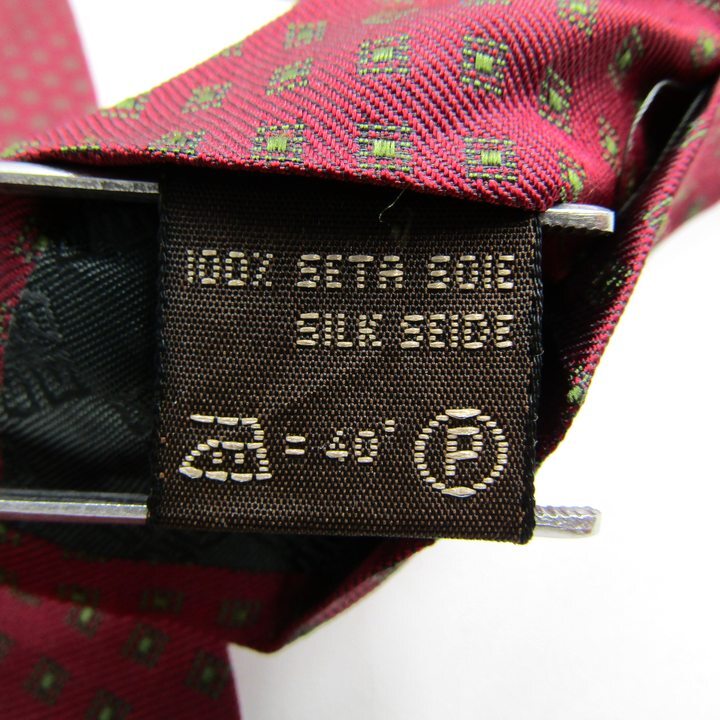 100% SETA SOIE
SILK SEIDE
= 40°
P